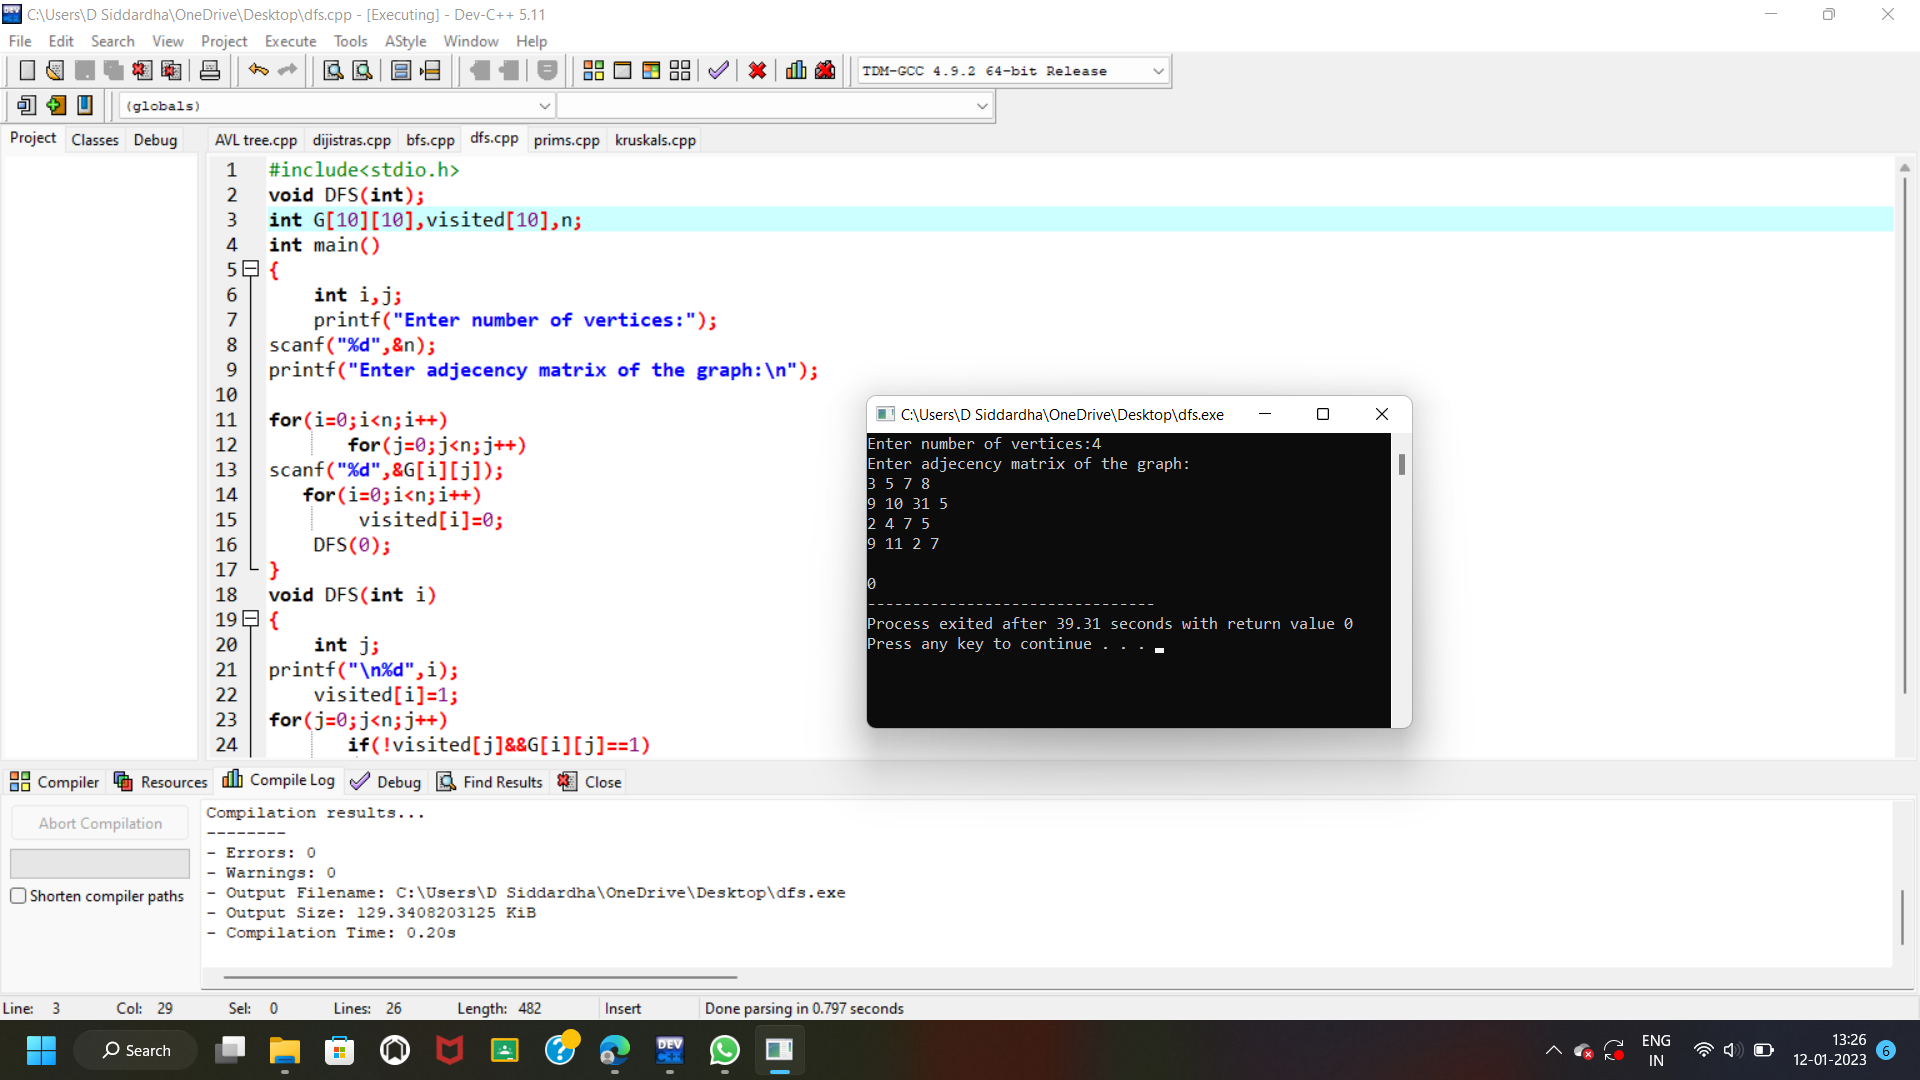 C:\Users\D Siddardha\OneDrive\Desktop\dfs.cpp - [Executing] - Dev-C++ 5.11
File Edit Search View Project Execute Tools AStyle Window Help
TDM-GCC 4.9.2 64-bit Release
(globals)
Project Classes Debug
AVL tree.cpp dijistras.cpp bfs.cpp dfs.cpp prims.cpp kruskals.cpp
1 #include<stdio.h>
2 void DFS(int);
3 int G[10][10],visited[10],n;
4 int main()
5 {
6 int i,j;
7 printf("Enter number of vertices:");
8 scanf("%d",&n);
9 printf("Enter adjecency matrix of the graph:\n");
10
11 for(i=0;i<n;i++)
12 for(j=0;j<n;j++)
13 scanf("%d",&G[i][j]);
14 for(i=0;i<n;i++)
15 visited[i]=0;
16 DFS(0);
17 }
18 void DFS(int i)
19 {
20 int j;
21 printf("\n%d",i);
22 visited[i]=1;
23 for(j=0;j<n;j++)
24 if(!visited[j]&&G[i][j]==1)
C:\Users\D Siddardha\OneDrive\Desktop\dfs.exe
Enter number of vertices:4
Enter adjecency matrix of the graph:
3 5 7 8
9 10 31 5
2 4 7 5
9 11 2 7
0
--------------------------------
Process exited after 39.31 seconds with return value 0
Press any key to continue . . .
Compiler Resources Compile Log Debug Find Results Close
Abort Compilation
Shorten compiler paths
Compilation results...
--------
- Errors: 0
- Warnings: 0
- Output Filename: C:\Users\D Siddardha\OneDrive\Desktop\dfs.exe
- Output Size: 129.3408203125 KiB
- Compilation Time: 0.20s
Line: 3 Col: 29 Sel: 0 Lines: 26 Length: 482 Insert Done parsing in 0.797 seconds
Search
DEV C++
ENG
IN
13:26
12-01-2023
6